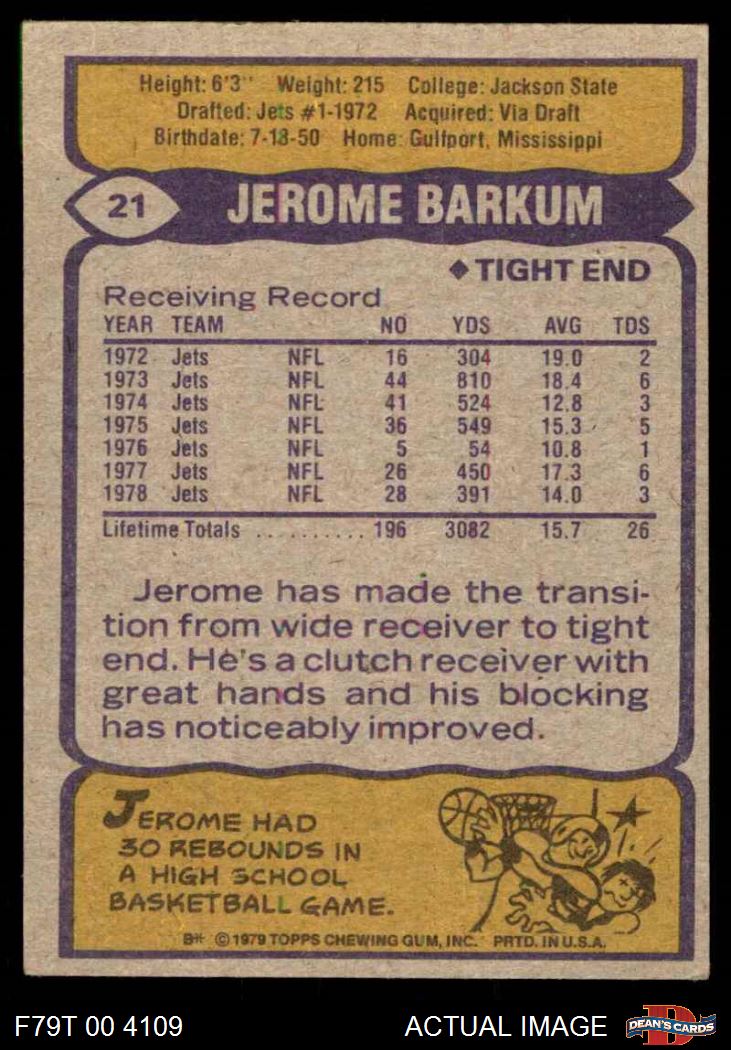 Height: 6'3" Weight: 215 College: Jackson State
Drafted: Jets #1-1972 Acquired: Via Draft
Birthdate: 7-18-50 Home: Gulfport, Mississippi
21 JEROME BARKUM
◆TIGHT END
Receiving Record
YEAR TEAM NO YDS AVG TDS
1972 Jets NFL 16 304 19.0 2
1973 Jets NFL 44 810 18.4 6
1974 Jets NFL 41 524 12.8 3
1975 Jets NFL 36 549 15.3 5
1976 Jets NFL 5 54 10.8 1
1977 Jets NFL 26 450 17.3 6
1978 Jets NFL 28 391 14.0 3
Lifetime Totals .......... 196 3082 15.7 26
Jerome has made the transi-
tion from wide receiver to tight
end. He's a clutch receiver with
great hands and his blocking
has noticeably improved.
JEROME HAD
30 REBOUNDS IN
A HIGH SCHOOL
BASKETBALL GAME.
B** ©1979 TOPPS CHEWING GUM, INC. PRTD. IN U.S.A.
F79T 00 4109 ACTUAL IMAGE D DEAN'S CARDS